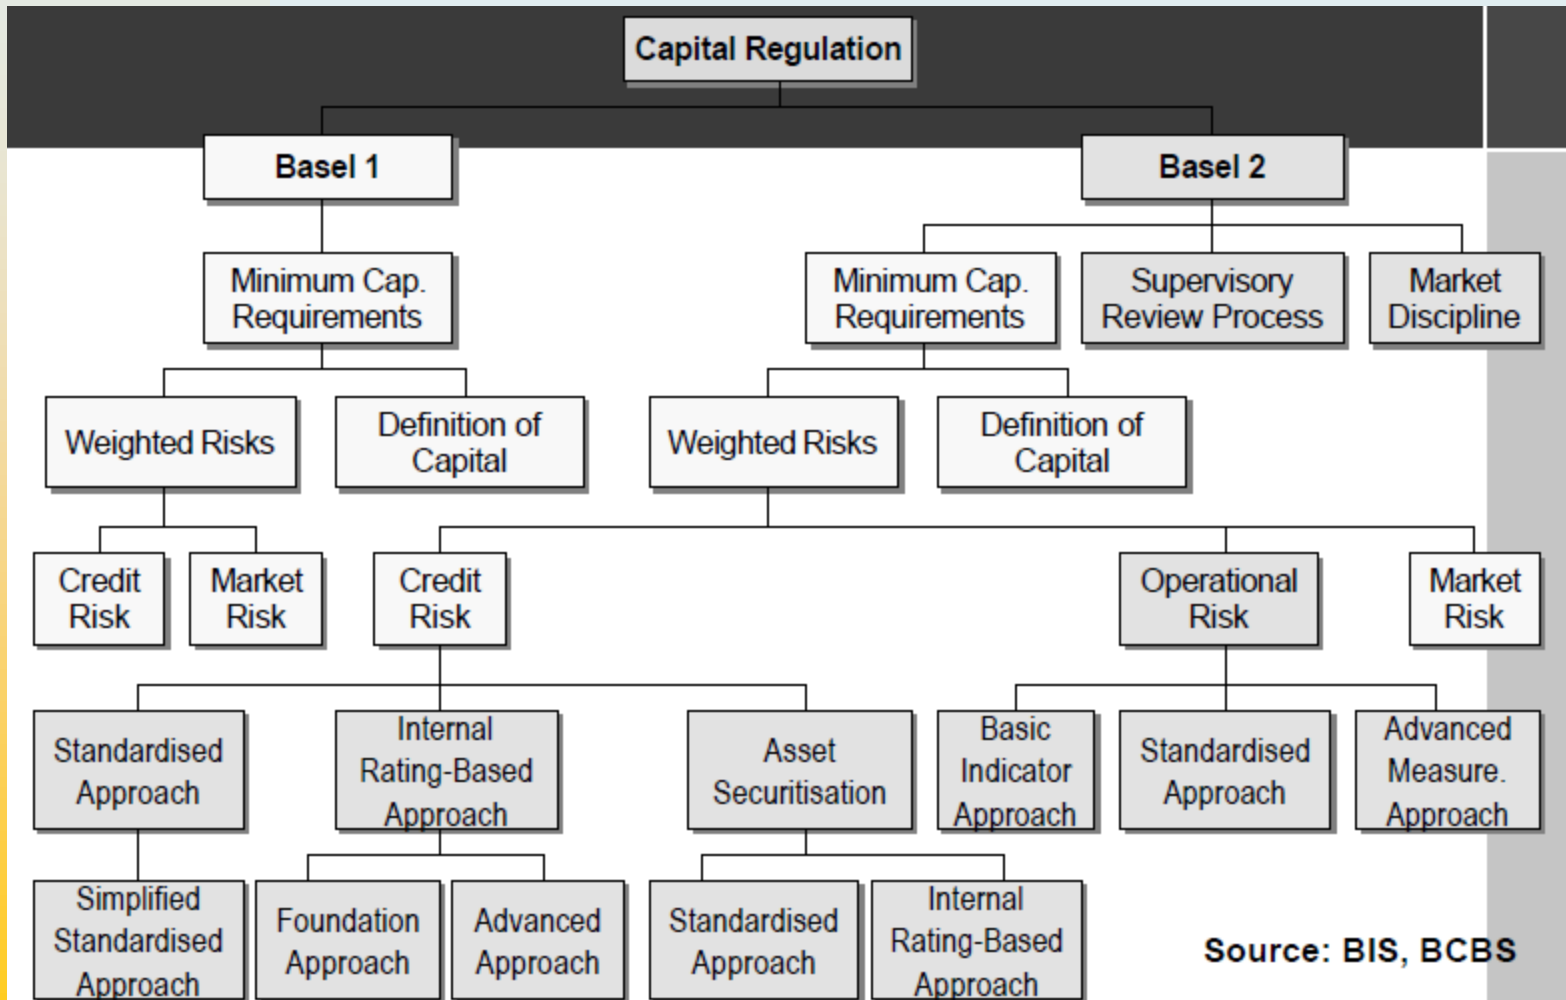 Capital Regulation
Basel 1
Basel 2
Minimum Cap.
Requirements
Minimum Cap.
Requirements
Supervisory
Review Process
Market
Discipline
Weighted Risks
Definition of
Capital
Weighted Risks
Definition of
Capital
Credit
Risk
Market
Risk
Credit
Risk
Operational
Risk
Market
Risk
Standardised
Approach
Internal
Rating-Based
Approach
Asset
Securitisation
Basic
Indicator
Approach
Standardised
Approach
Advanced
Measure.
Approach
Simplified
Standardised
Approach
Foundation
Approach
Advanced
Approach
Standardised
Approach
Internal
Rating-Based
Approach
Source: BIS, BCBS